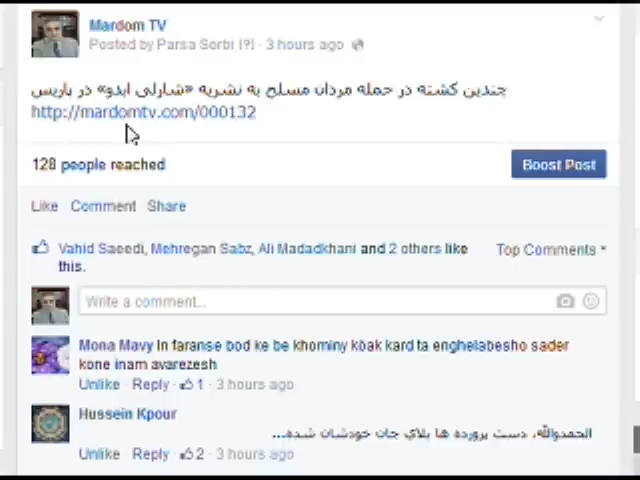 Mardom TV
Posted by Parsa Sorbi [?] · 3 hours ago
چندین کشته در حمله مردان مسلح به نشریه «شارلی ابدو» در پاریس
http://mardomtv.com/000132
128 people reached
Boost Post
Like Comment Share
Vahid Saeedi, Mehregan Sabz, Ali Madadkhani and 2 others like this.
Top Comments
Write a comment...
Mona Mavy In faranse bod ke be khominy koak kard ta enghelabesho sader
kone inam avarezesh
Unlike Reply · 1 · 3 hours ago
Hussein Kpour
الحمدوالله، دست پرورده ها بلای جان خودشان شده...
Unlike Reply · 2 · 3 hours ago